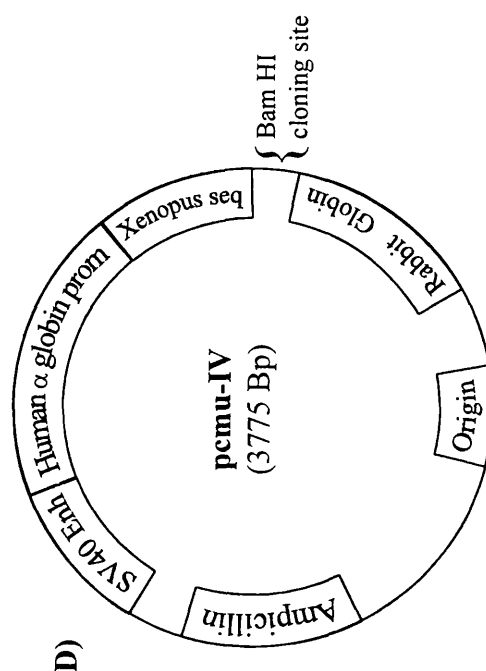 D)
SV40 Enh
Human α globin prom
Xenopus seq
Bam HI
cloning site
Rabbit Globin
Origin
Ampicillin
pcmu-IV
(3775 Bp)